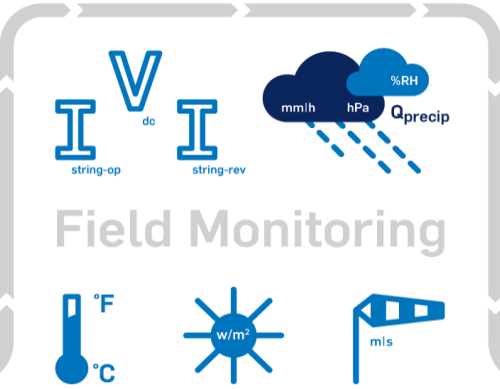 V
dc
I
string-op
I
string-rev
%RH
mm|h
hPa
Qprecip
Field Monitoring
°F
°C
w/m²
m|s